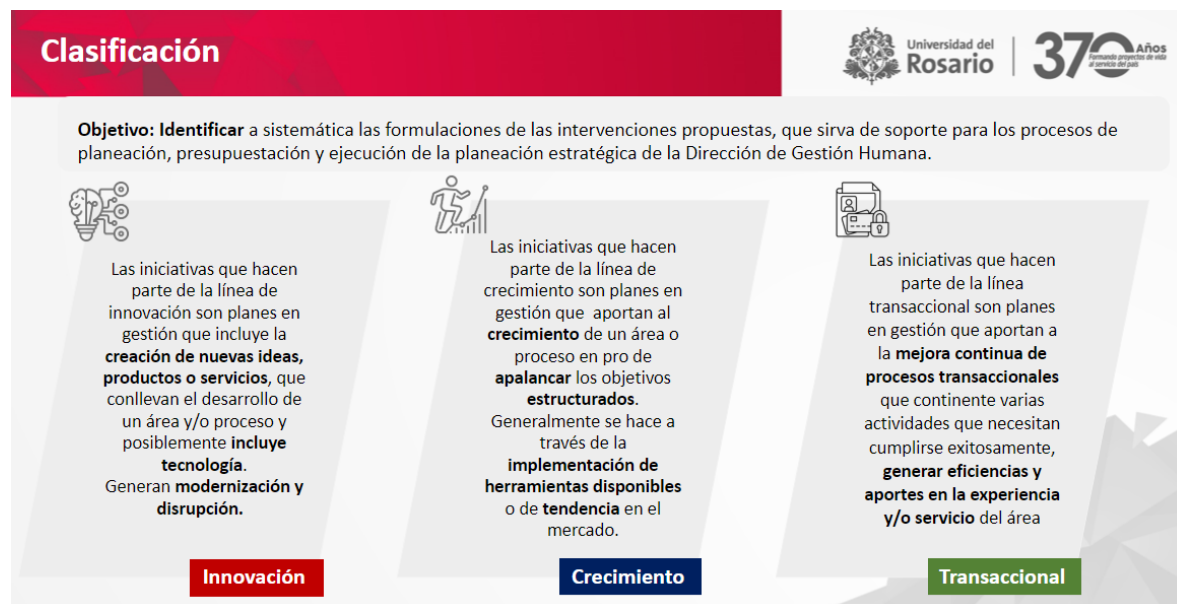 Clasificación
Universidad del
Rosario
370 Años
Formando proyectos de vida
al servicio del país
Objetivo: Identificar a sistemática las formulaciones de las intervenciones propuestas, que sirva de soporte para los procesos de
planeación, presupuestación y ejecución de la planeación estratégica de la Dirección de Gestión Humana.
Las iniciativas que hacen
parte de la línea de
innovación son planes en
gestión que incluye la
creación de nuevas ideas,
productos o servicios, que
conllevan el desarrollo de
un área y/o proceso y
posiblemente incluye
tecnología.
Generan modernización y
disrupción.
Innovación
Las iniciativas que hacen
parte de la línea de
crecimiento son planes en
gestión que aportan al
crecimiento de un área o
proceso en pro de
apalancar los objetivos
estructurados.
Generalmente se hace a
través de la
implementación de
herramientas disponibles
o de tendencia en el
mercado.
Crecimiento
Las iniciativas que hacen
parte de la línea
transaccional son planes
en gestión que aportan a
la mejora continua de
procesos transaccionales
que continente varias
actividades que necesitan
cumplirse exitosamente,
generar eficiencias y
aportes en la experiencia
y/o servicio del área
Transaccional